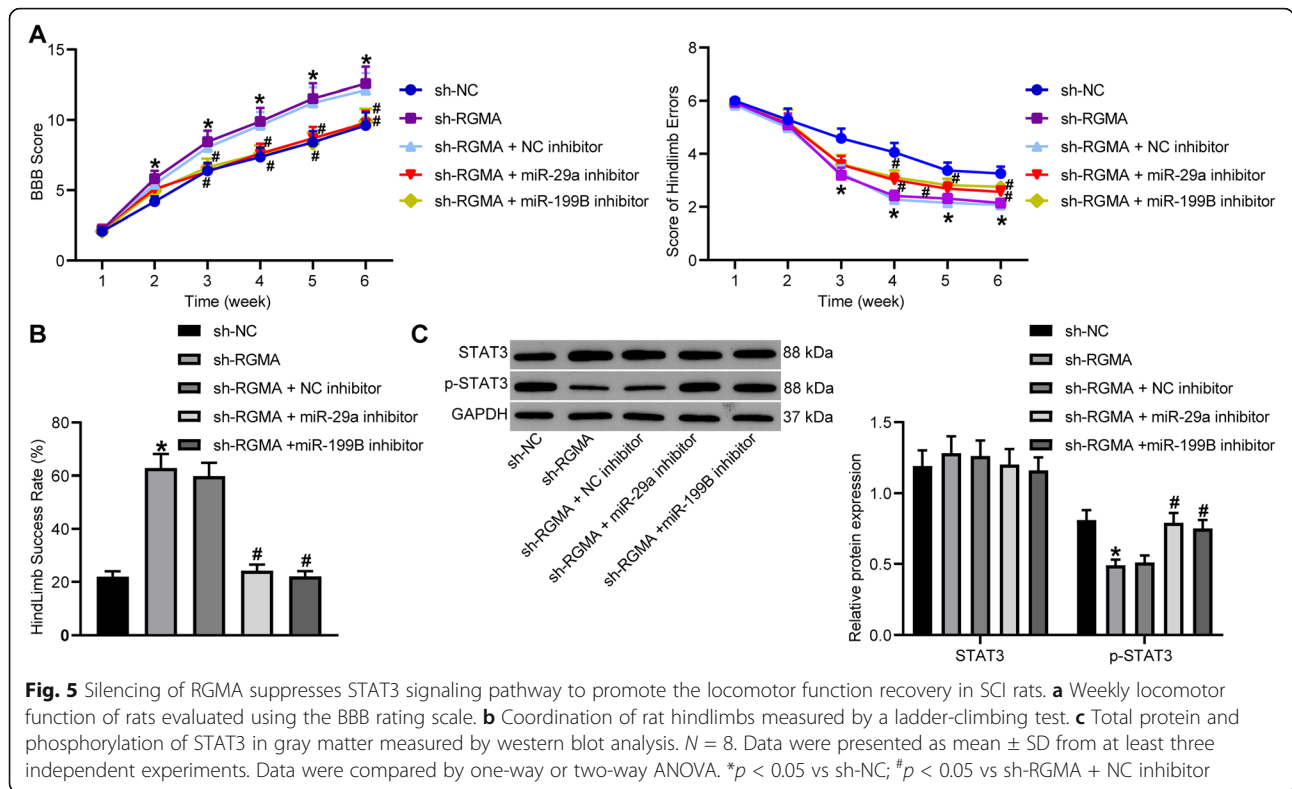 A
BBB Score
15
10
5
0
1 2 3 4 5 6
Time (week)
* * * * *
# # # # # # # #
sh-NC
sh-RGMA
sh-RGMA + NC inhibitor
sh-RGMA + miR-29a inhibitor
sh-RGMA + miR-199B inhibitor
Score of Hindlimb Errors
8
6
4
2
0
1 2 3 4 5 6
Time (week)
* * * *
# # # # # #
sh-NC
sh-RGMA
sh-RGMA + NC inhibitor
sh-RGMA + miR-29a inhibitor
sh-RGMA + miR-199B inhibitor
B
sh-NC
sh-RGMA
sh-RGMA + NC inhibitor
sh-RGMA + miR-29a inhibitor
sh-RGMA +miR-199B inhibitor
HindLimb Success Rate (%)
80
60
40
20
0
* # #
C
STAT3 88 kDa
p-STAT3 88 kDa
GAPDH 37 kDa
sh-NC
sh-RGMA
sh-RGMA + NC inhibitor
sh-RGMA + miR-29a inhibitor
sh-RGMA +miR-199B inhibitor
sh-NC
sh-RGMA
sh-RGMA + NC inhibitor
sh-RGMA + miR-29a inhibitor
sh-RGMA +miR-199B inhibitor
Relative protein expression
1.5
1.0
0.5
0.0
* # #
STAT3 p-STAT3
Fig. 5 Silencing of RGMA suppresses STAT3 signaling pathway to promote the locomotor function recovery in SCI rats. a Weekly locomotor
function of rats evaluated using the BBB rating scale. b Coordination of rat hindlimbs measured by a ladder-climbing test. c Total protein and
phosphorylation of STAT3 in gray matter measured by western blot analysis. N = 8. Data were presented as mean ± SD from at least three
independent experiments. Data were compared by one-way or two-way ANOVA. *p < 0.05 vs sh-NC; #p < 0.05 vs sh-RGMA + NC inhibitor